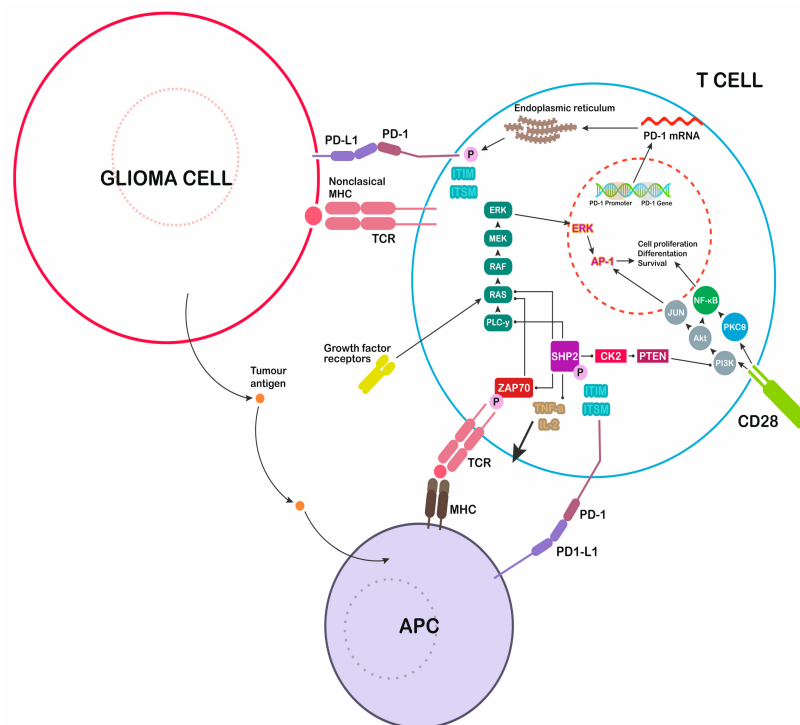 T CELL
Endoplasmic reticulum
PD-1 mRNA
PD-L1
PD-1
P
ITIM
ITSM
GLIOMA CELL
Nonclasical
MHC
TCR
PD-1 Promoter
PD-1 Gene
ERK
MEK
RAF
RAS
PLC-y
ERK
AP-1
Cell proliferation
Differentation
Survival
JUN
NF-κB
Akt
PKCθ
PI3K
CD28
Growth factor
receptors
SHP2
P
CK2
PTEN
ZAP70
P
TNF-a
IL-2
ITIM
ITSM
Tumour
antigen
TCR
MHC
PD-1
PD1-L1
APC